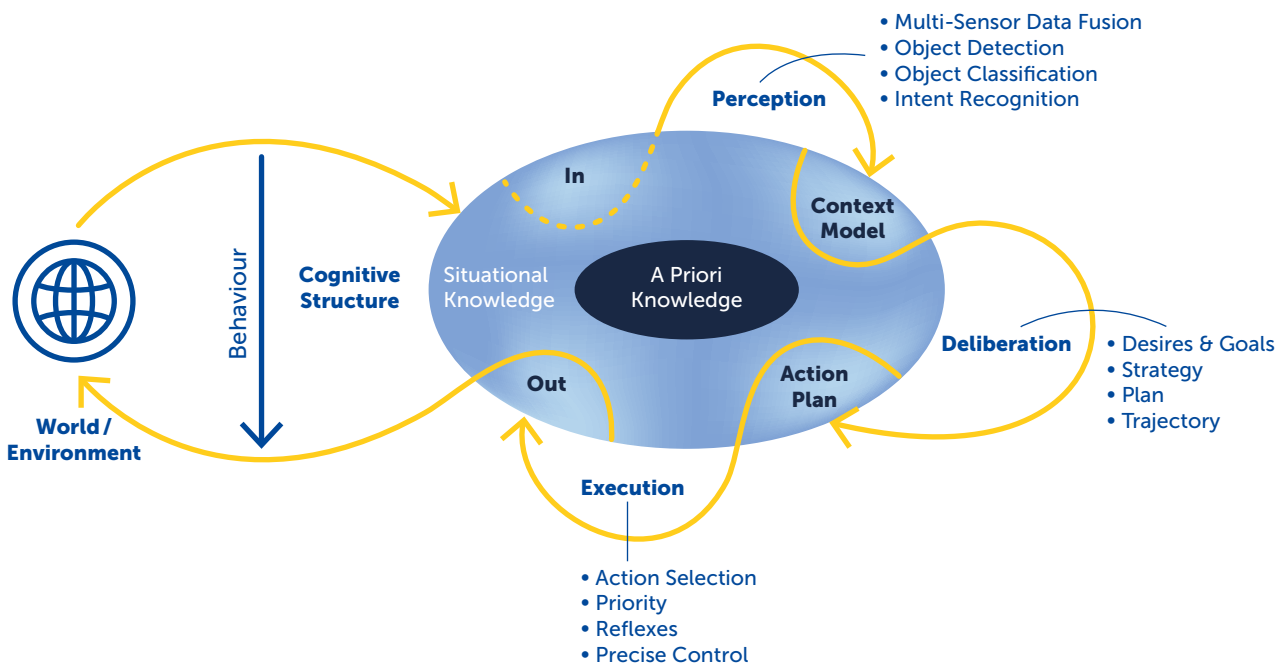 • Multi-Sensor Data Fusion
• Object Detection
• Object Classification
• Intent Recognition
Perception
In
Context
Model
Behaviour
Cognitive
Structure
Situational
Knowledge
A Priori
Knowledge
Deliberation
• Desires & Goals
• Strategy
• Plan
• Trajectory
Action
Plan
Out
World /
Environment
Execution
• Action Selection
• Priority
• Reflexes
• Precise Control